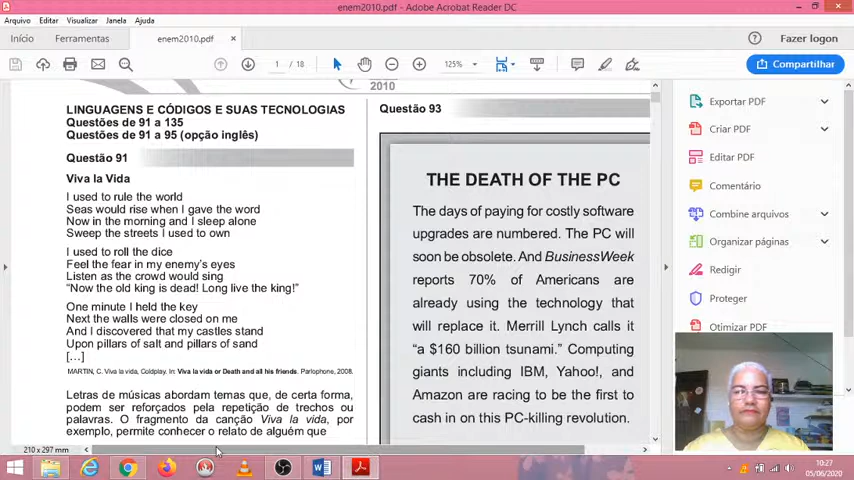 enem2010.pdf - Adobe Acrobat Reader DC
Arquivo Editar Visualizar Janela Ajuda
Início Ferramentas enem2010.pdf × Fazer logon
1 / 18 125% Compartilhar
2010
LINGUAGENS E CÓDIGOS E SUAS TECNOLOGIAS
Questões de 91 a 135
Questões de 91 a 95 (opção inglês)
Questão 91
Viva la Vida
I used to rule the world
Seas would rise when I gave the word
Now in the morning and I sleep alone
Sweep the streets I used to own
I used to roll the dice
Feel the fear in my enemy's eyes
Listen as the crowd would sing
“Now the old king is dead! Long live the king!”
One minute I held the key
Next the walls were closed on me
And I discovered that my castles stand
Upon pillars of salt and pillars of sand
[...]
MARTIN, C. Viva la vida, Coldplay. In: Viva la vida or Death and all his friends. Parlophone, 2008.
Letras de músicas abordam temas que, de certa forma,
podem ser reforçados pela repetição de trechos ou
palavras. O fragmento da canção Viva la vida, por
exemplo, permite conhecer o relato de alguém que
Questão 93
THE DEATH OF THE PC
The days of paying for costly software
upgrades are numbered. The PC will
soon be obsolete. And BusinessWeek
reports 70% of Americans are
already using the technology that
will replace it. Merrill Lynch calls it
“a $160 billion tsunami.” Computing
giants including IBM, Yahoo!, and
Amazon are racing to be the first to
cash in on this PC-killing revolution.
Exportar PDF
Criar PDF
Editar PDF
Comentário
Combine arquivos
Organizar páginas
Redigir
Proteger
Otimizar PDF
210 x 297 mm
10:27
05/06/2020